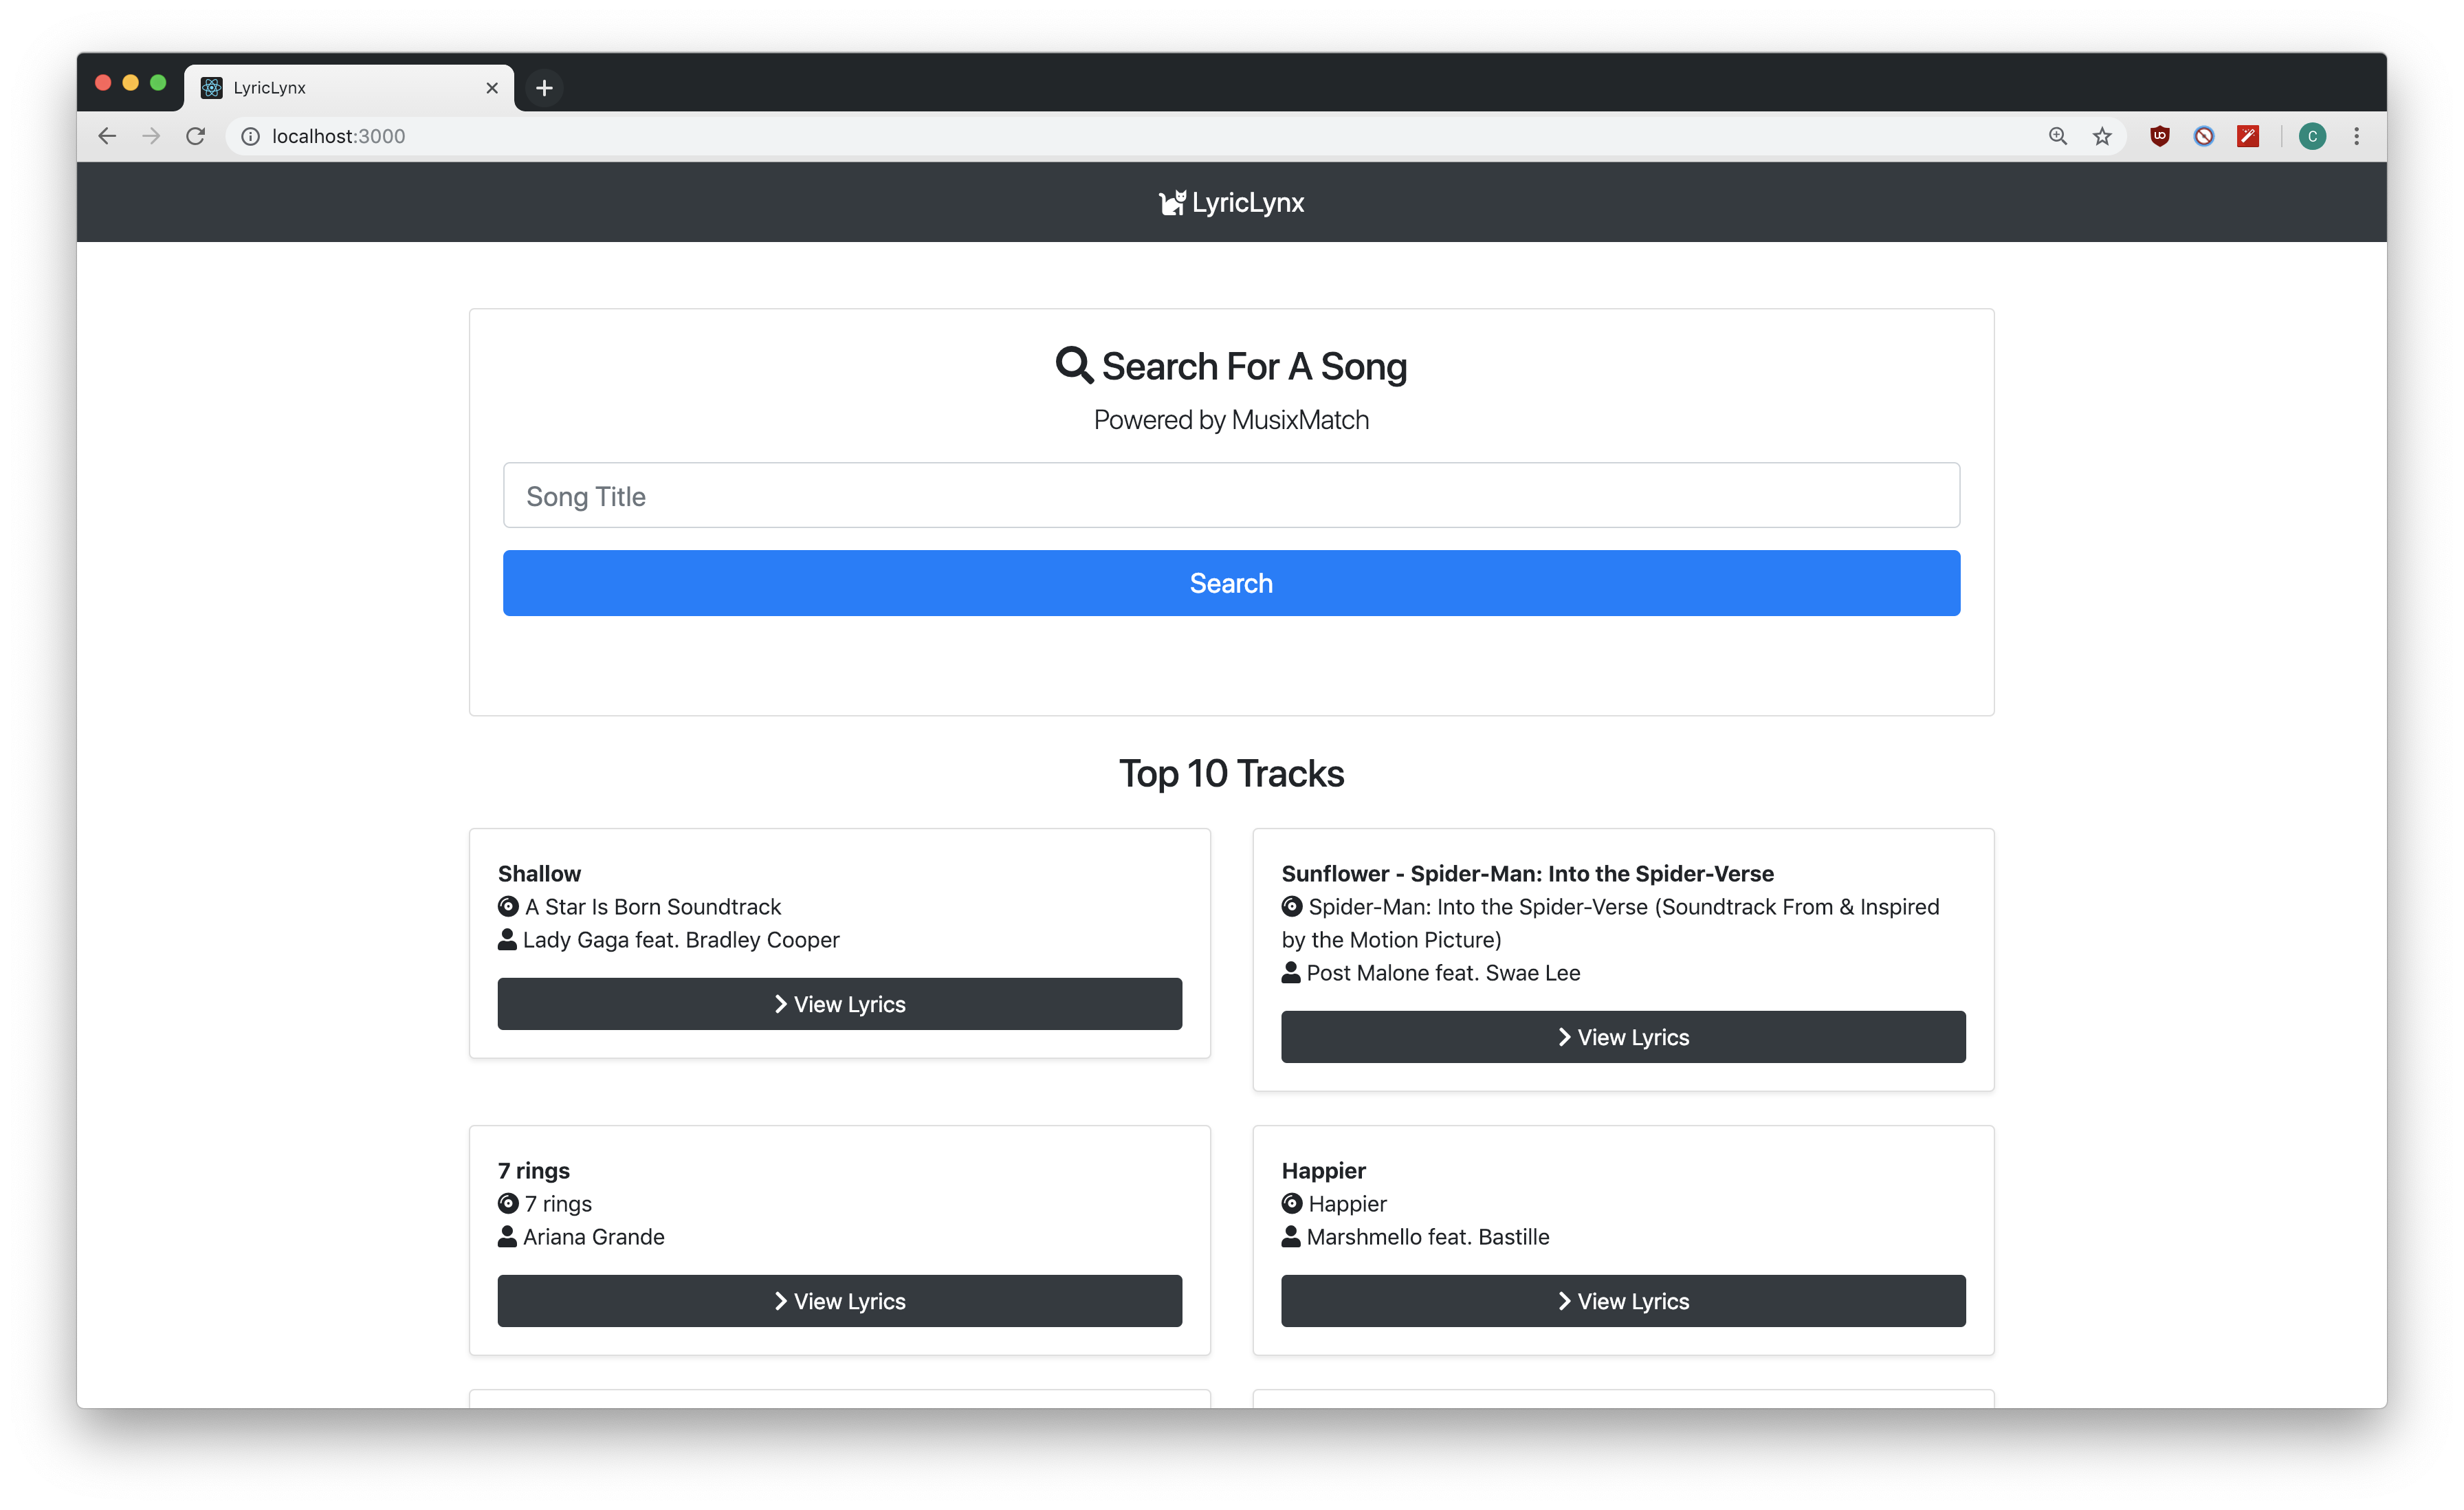 LyricLynx
localhost:3000
C
LyricLynx
Search For A Song
Powered by MusixMatch
Song Title
Search
Top 10 Tracks
Shallow
A Star Is Born Soundtrack
Lady Gaga feat. Bradley Cooper
View Lyrics
Sunflower - Spider-Man: Into the Spider-Verse
Spider-Man: Into the Spider-Verse (Soundtrack From & Inspired
by the Motion Picture)
Post Malone feat. Swae Lee
View Lyrics
7 rings
7 rings
Ariana Grande
View Lyrics
Happier
Happier
Marshmello feat. Bastille
View Lyrics